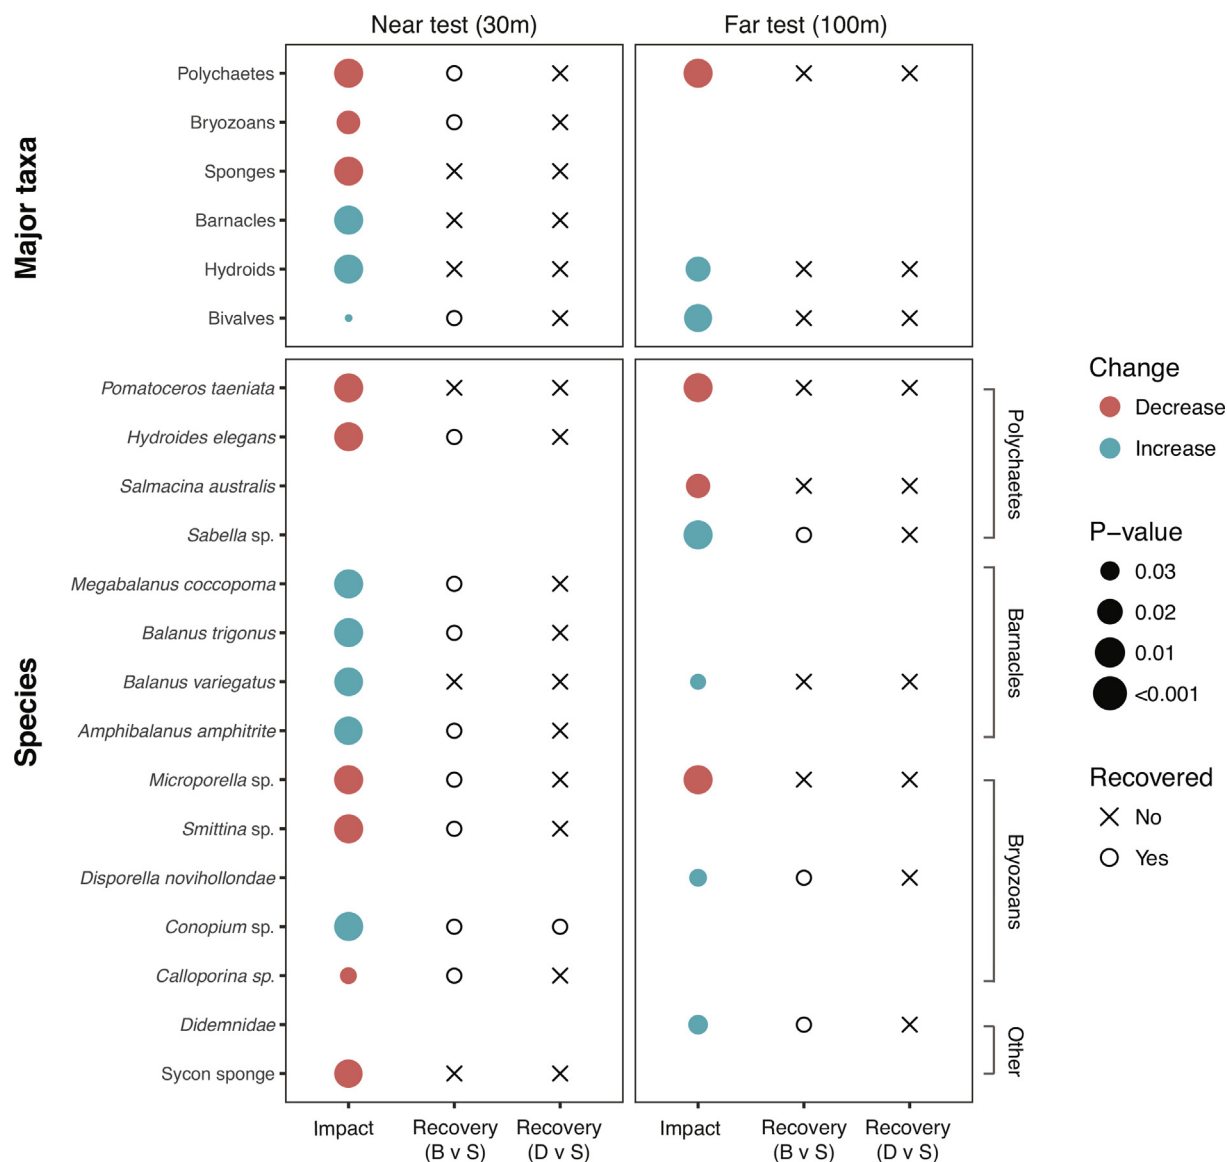 Near test (30m)
Far test (100m)
Major taxa
Polychaetes
Bryozoans
Sponges
Barnacles
Hydroids
Bivalves
Species
Pomatoceros taeniata
Hydroides elegans
Salmacina australis
Sabella sp.
Megabalanus coccopoma
Balanus trigonus
Balanus variegatus
Amphibalanus amphitrite
Microporella sp.
Smittina sp.
Disporella novihollondae
Conopium sp.
Calloporina sp.
Didemnidae
Sycon sponge
Polychaetes
Barnacles
Bryozoans
Other
Impact
Recovery
(B v S)
Recovery
(D v S)
Impact
Recovery
(B v S)
Recovery
(D v S)
Change
Decrease
Increase
P−value
0.03
0.02
0.01
<0.001
Recovered
No
Yes